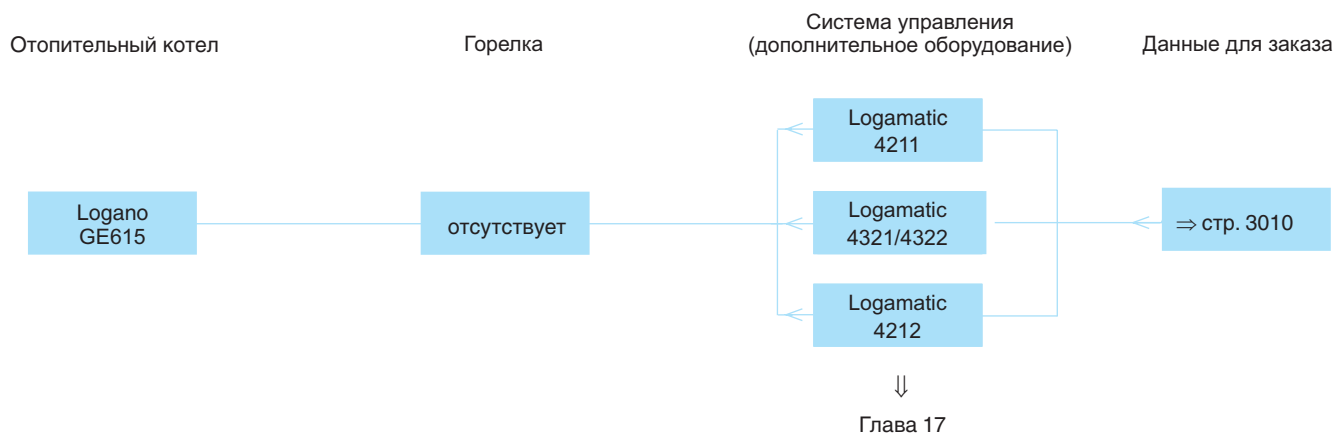 Отопительный котел
Горелка
Система управления
(дополнительное оборудование)
Данные для заказа
Logano
GE615
отсутствует
Logamatic
4211
Logamatic
4321/4322
Logamatic
4212
⇒ стр. 3010
⇓
Глава 17